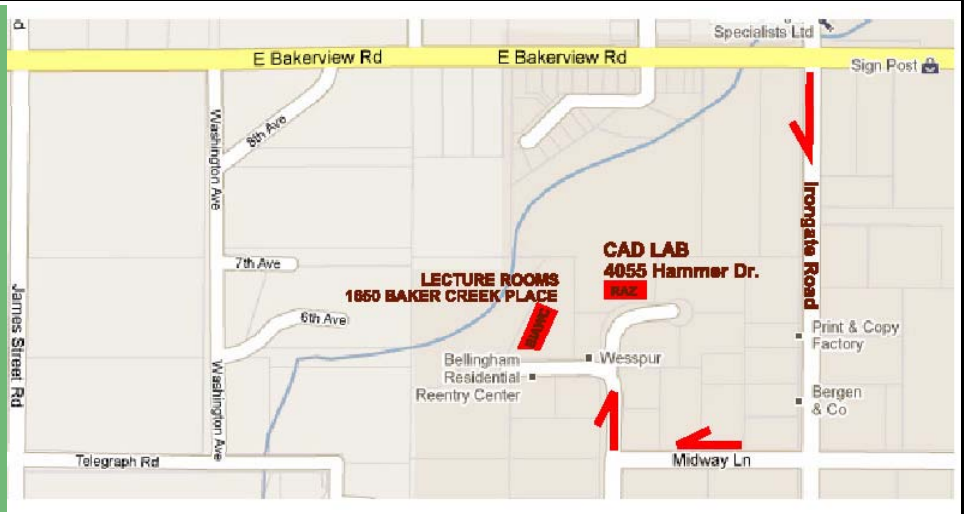 Specialists Ltd
E Bakerview Rd
E Bakerview Rd
Sign Post
8th Ave
Washington Ave
Irongate Road
CAD LAB
4055 Hammer Dr.
RAZ
7th Ave
LECTURE ROOMS
1650 BAKER CREEK PLACE
James Street Rd
6th Ave
Print & Copy
Factory
Bellingham
Residential
Reentry Center
Wesspur
Washington Ave
Bergen
& Co
Telegraph Rd
Midway Ln